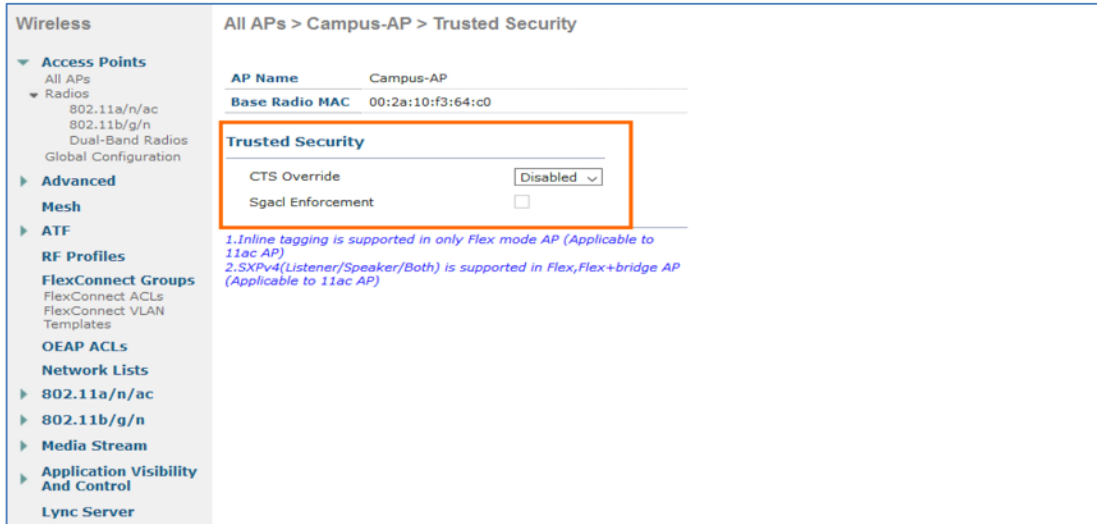 Wireless
Access Points
All APs
Radios
802.11a/n/ac
802.11b/g/n
Dual-Band Radios
Global Configuration
Advanced
Mesh
ATF
RF Profiles
FlexConnect Groups
FlexConnect ACLs
FlexConnect VLAN
Templates
OEAP ACLs
Network Lists
802.11a/n/ac
802.11b/g/n
Media Stream
Application Visibility
And Control
Lync Server
All APs > Campus-AP > Trusted Security
AP Name Campus-AP
Base Radio MAC 00:2a:10:f3:64:c0
Trusted Security
CTS Override Disabled
Sgacl Enforcement
1.Inline tagging is supported in only Flex mode AP (Applicable to
11ac AP)
2.SXPv4(Listener/Speaker/Both) is supported in Flex,Flex+bridge AP
(Applicable to 11ac AP)